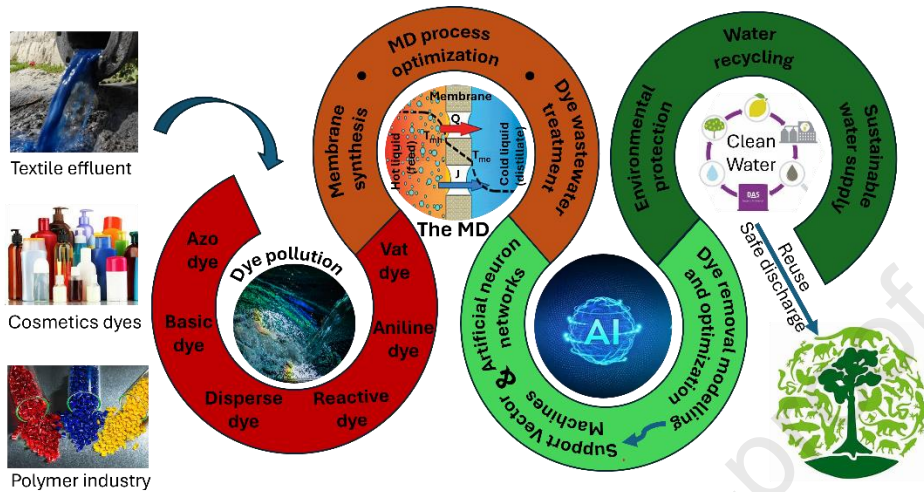 Textile effluent
Cosmetics dyes
Polymer industry
Dye pollution
Azo
dye
Basic
dye
Disperse
dye
Reactive
dye
Aniline
dye
Vat
dye
Membrane
synthesis
MD process
optimization
Dye wastewater
treatment
Membrane
Hot liquid
(feed)
Q
J
Cold liquid
(distillate)
The MD
Artificial neuron
networks
&
Support Vector
Machines
Dye removal modelling
and optimization
AI
Environmental
protection
Water
recycling
Sustainable
water supply
Clean
Water
BAS
Reuse
Safe discharge